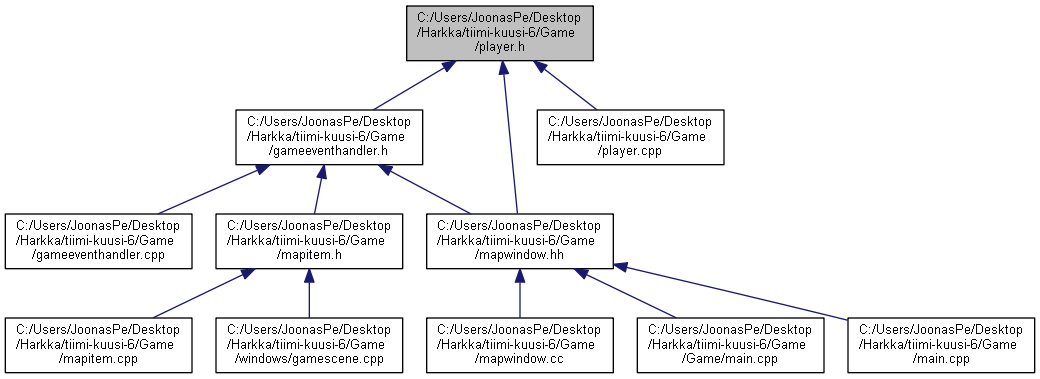 C:/Users/JoonasPe/Desktop
/Harkka/tiimi-kuusi-6/Game
/player.h
C:/Users/JoonasPe/Desktop
/Harkka/tiimi-kuusi-6/Game
/gameeventhandler.h
C:/Users/JoonasPe/Desktop
/Harkka/tiimi-kuusi-6/Game
/player.cpp
C:/Users/JoonasPe/Desktop
/Harkka/tiimi-kuusi-6/Game
/gameeventhandler.cpp
C:/Users/JoonasPe/Desktop
/Harkka/tiimi-kuusi-6/Game
/mapitem.h
C:/Users/JoonasPe/Desktop
/Harkka/tiimi-kuusi-6/Game
/mapwindow.hh
C:/Users/JoonasPe/Desktop
/Harkka/tiimi-kuusi-6/Game
/mapitem.cpp
C:/Users/JoonasPe/Desktop
/Harkka/tiimi-kuusi-6/Game
/windows/gamescene.cpp
C:/Users/JoonasPe/Desktop
/Harkka/tiimi-kuusi-6/Game
/mapwindow.cc
C:/Users/JoonasPe/Desktop
/Harkka/tiimi-kuusi-6/Game
/Game/main.cpp
C:/Users/JoonasPe/Desktop
/Harkka/tiimi-kuusi-6/Game
/main.cpp